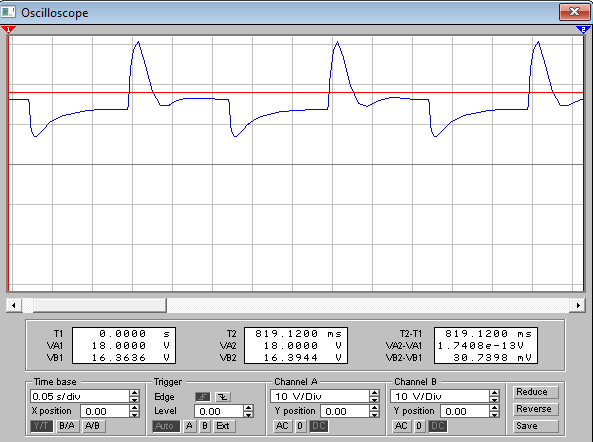 Oscilloscope
1 2
T1 0.0000 s T2 819.1200 ms T2-T1 819.1200 ms
VA1 18.0000 V VA2 18.0000 V VA2-VA1 1.7408e-13V
VB1 16.3636 V VB2 16.3944 V VB2-VB1 30.7398 mV
Time base Trigger Channel A Channel B Reduce
0.05 s/div Edge 10 V/Div 10 V/Div
X position 0.00 Level 0.00 Y position 0.00 Y position 0.00 Reverse
Y/T B/A A/B Auto A B Ext AC 0 DC AC 0 DC Save